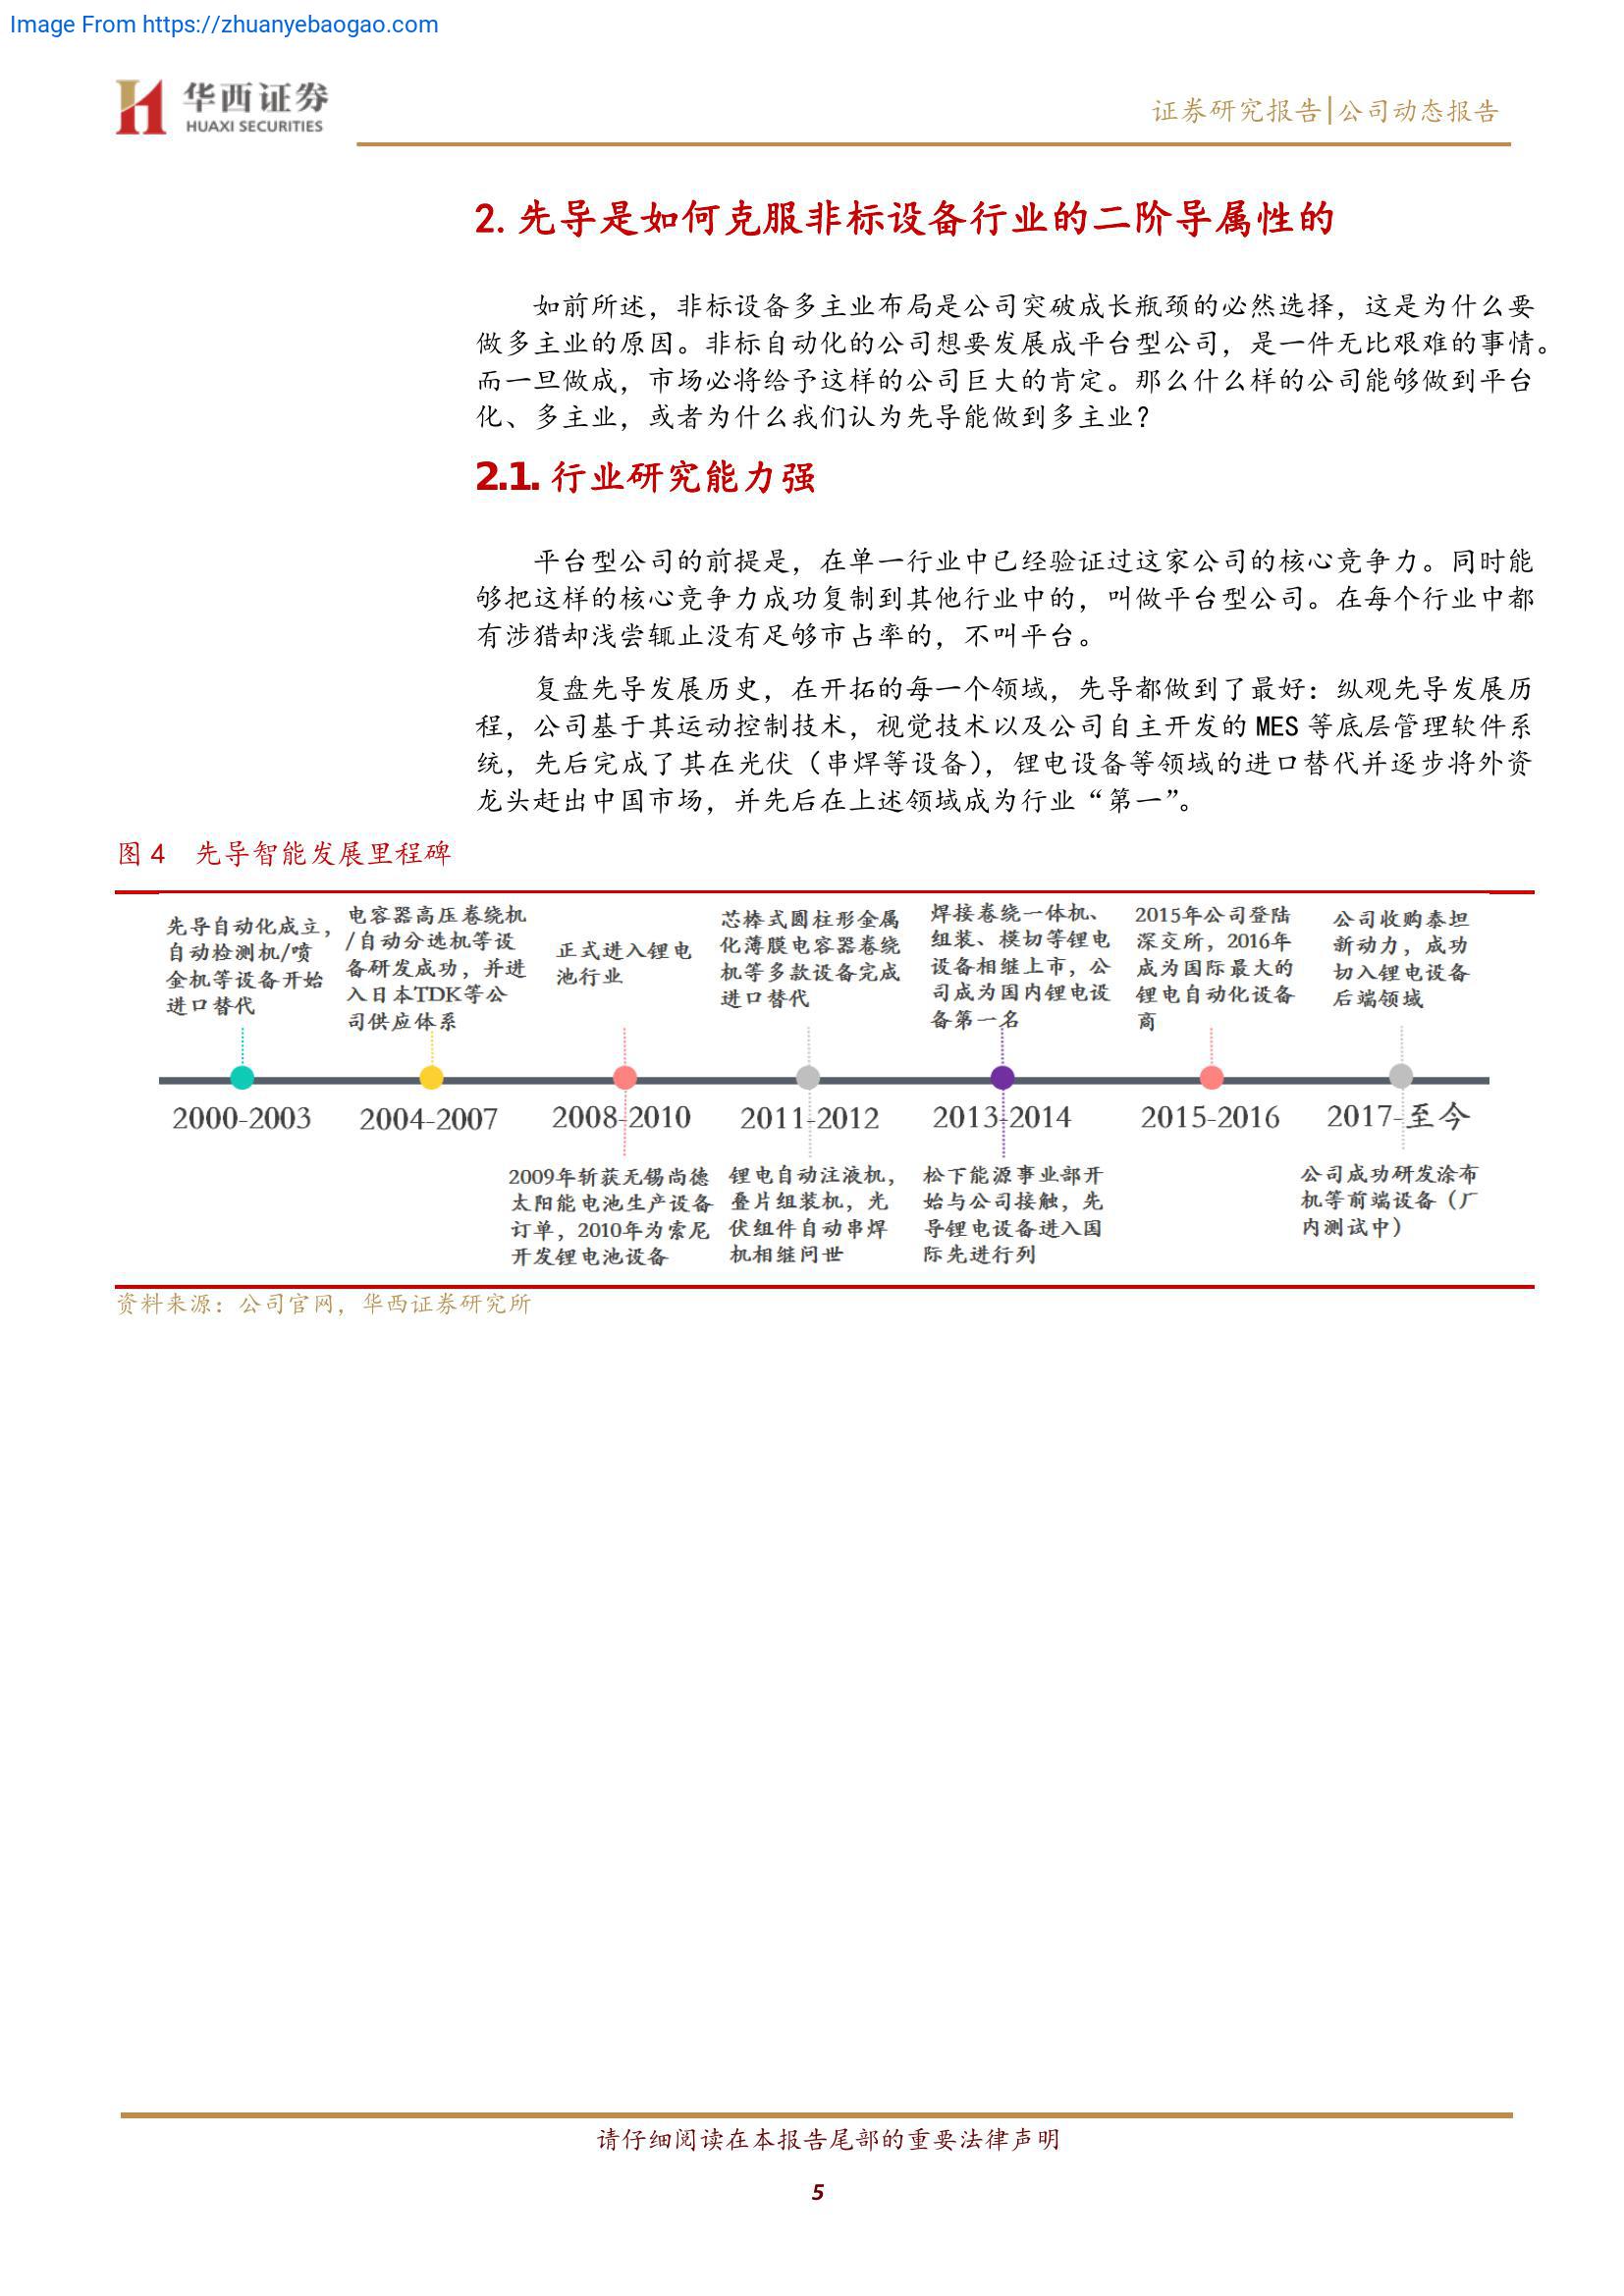 Image From https://zhuanyebaogao.com
华西证券
HUAXI SECURITIES
证券研究报告|公司动态报告
2. 先导是如何克服非标设备行业的二阶导属性的
如前所述，非标设备多主业布局是公司突破成长瓶颈的必然选择，这是为什么要
做多主业的原因。非标自动化的公司想要发展成平台型公司，是一件无比艰难的事情。
而一旦做成，市场必将给予这样的公司巨大的肯定。那么什么样的公司能够做到平台
化、多主业，或者为什么我们认为先导能做到多主业？
2.1. 行业研究能力强
平台型公司的前提是，在单一行业中已经验证过这家公司的核心竞争力。同时能
够把这样的核心竞争力成功复制到其他行业中的，叫做平台型公司。在每个行业中都
有涉猎却浅尝辄止没有足够市占率的，不叫平台。
复盘先导发展历史，在开拓的每一个领域，先导都做到了最好：纵观先导发展历
程，公司基于其运动控制技术，视觉技术以及公司自主开发的 MES 等底层管理软件系
统，先后完成了其在光伏（串焊等设备），锂电设备等领域的进口替代并逐步将外资
龙头赶出中国市场，并先后在上述领域成为行业“第一”。
图 4 先导智能发展里程碑
先导自动化成立，
自动检测机/喷
金机等设备开始
进口替代
电容器高压卷绕机
/自动分选机等设
备研发成功，并进
入日本TDK等公
司供应体系
正式进入锂电
池行业
芯棒式圆柱形金属
化薄膜电容器卷绕
机等多款设备完成
进口替代
焊接卷绕一体机、
组装、模切等锂电
设备相继上市，公
司成为国内锂电设
备第一名
2015年公司登陆
深交所，2016年
成为国际最大的
锂电自动化设备
商
公司收购泰坦
新动力，成功
切入锂电设备
后端领域
2000-2003
2004-2007
2008-2010
2011-2012
2013-2014
2015-2016
2017-至今
2009年斩获无锡尚德
太阳能电池生产设备
订单，2010年为索尼
开发锂电池设备
锂电自动注液机，
叠片组装机，光
伏组件自动串焊
机相继问世
松下能源事业部开
始与公司接触，先
导锂电设备进入国
际先进行列
公司成功研发涂布
机等前端设备（厂
内测试中）
资料来源：公司官网，华西证券研究所
请仔细阅读在本报告尾部的重要法律声明
5